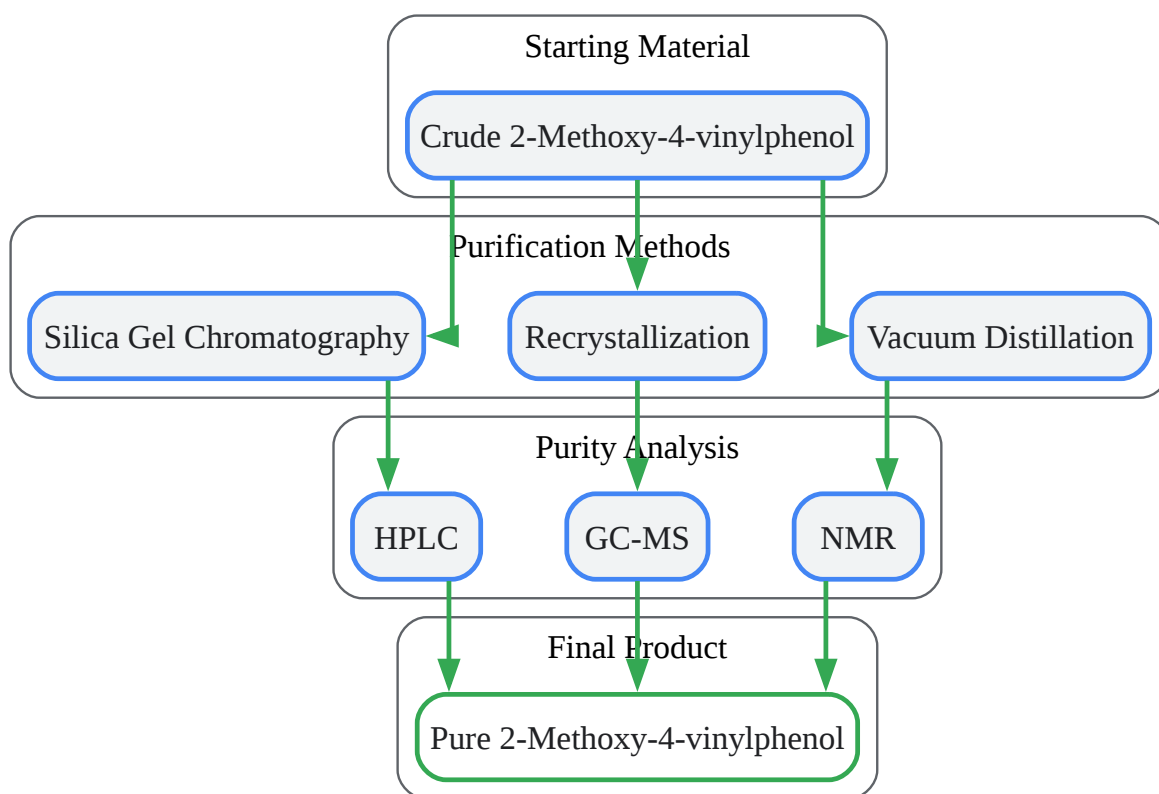 Starting Material
Crude 2-Methoxy-4-vinylphenol
Purification Methods
Silica Gel Chromatography
Recrystallization
Vacuum Distillation
Purity Analysis
HPLC
GC-MS
NMR
Final Product
Pure 2-Methoxy-4-vinylphenol